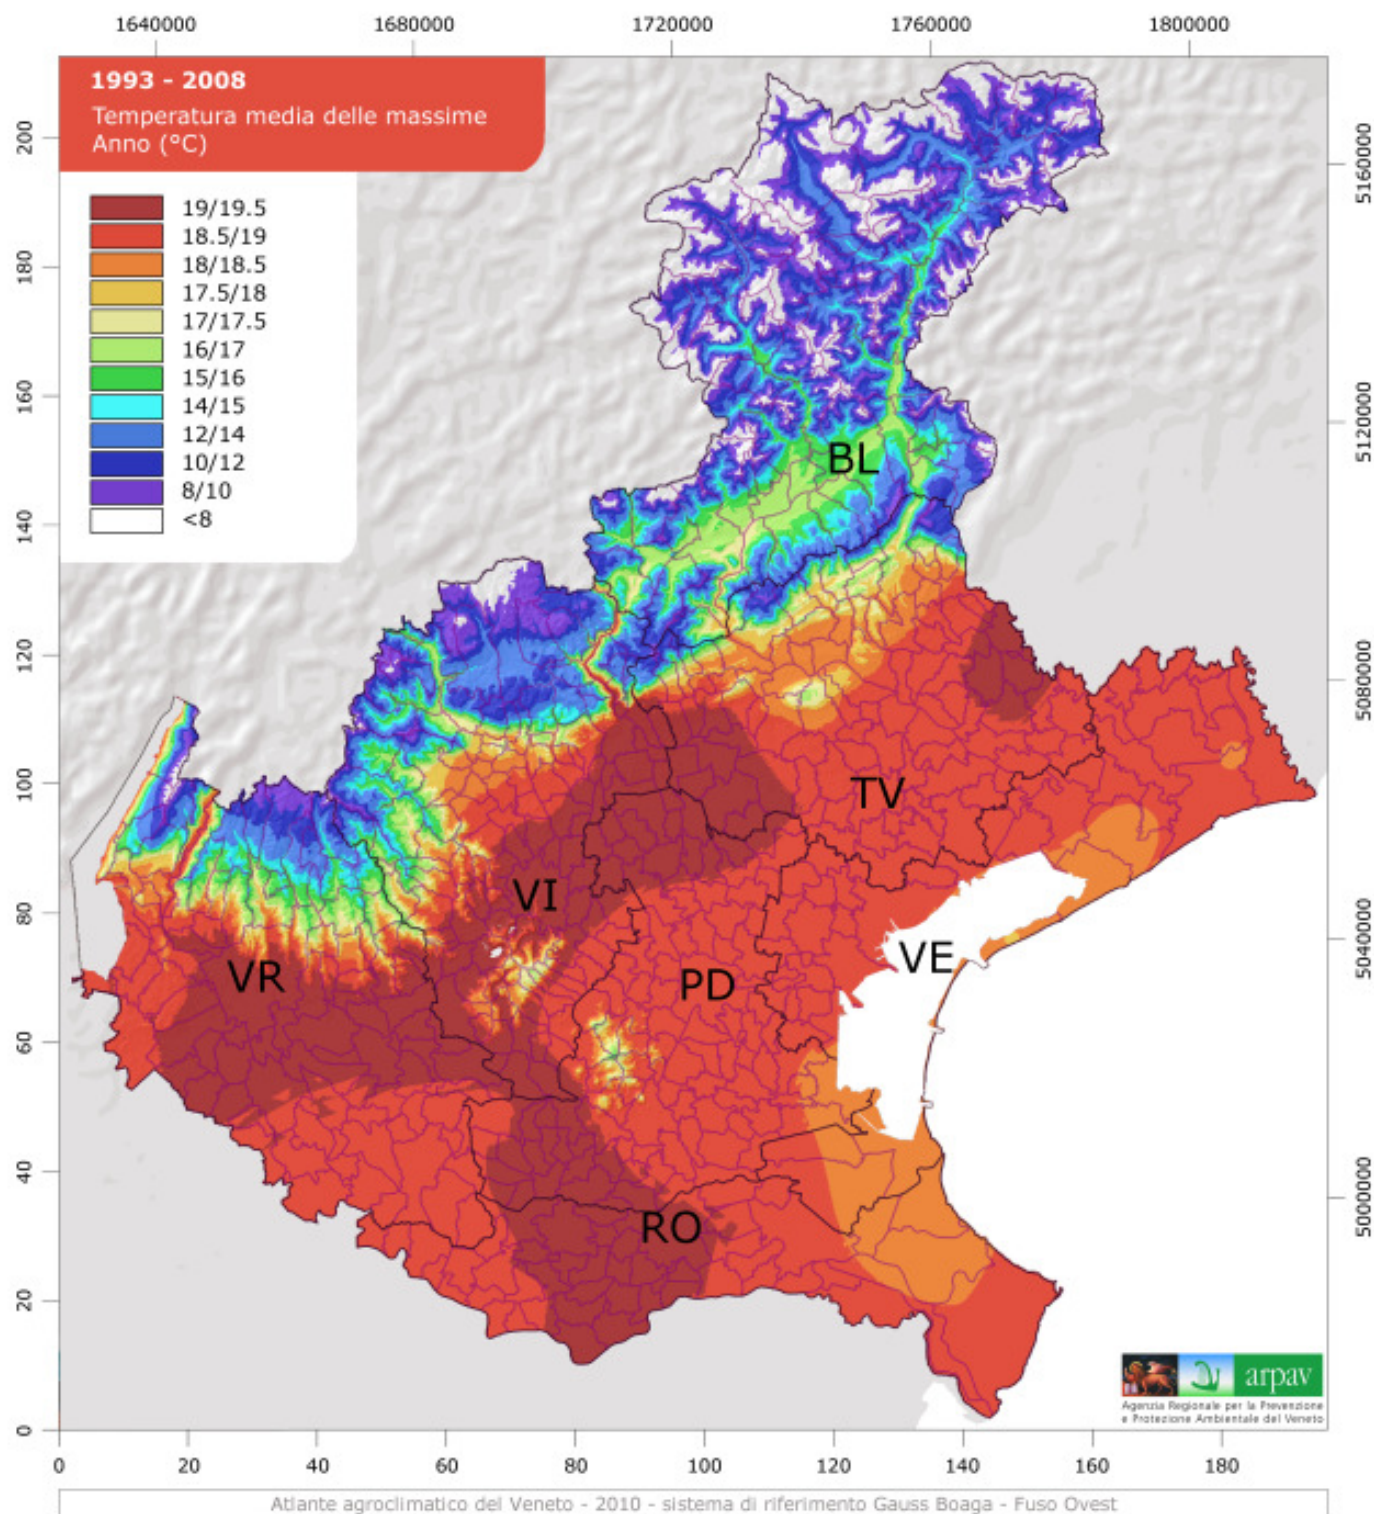 1640000 1680000 1720000 1760000 1800000
1993 - 2008
Temperatura media delle massime
Anno (°C)
19/19.5
18.5/19
18/18.5
17.5/18
17/17.5
16/17
15/16
14/15
12/14
10/12
8/10
<8
200
180
160
140
120
100
80
60
40
20
0
5160000
5120000
5080000
5040000
5000000
BL
TV
VI
VE
VR
PD
RO
arpav
Agenzia Regionale per la Prevenzione
e Protezione Ambientale del Veneto
0 20 40 60 80 100 120 140 160 180
Atlante agroclimatico del Veneto - 2010 - sistema di riferimento Gauss Boaga - Fuso Ovest